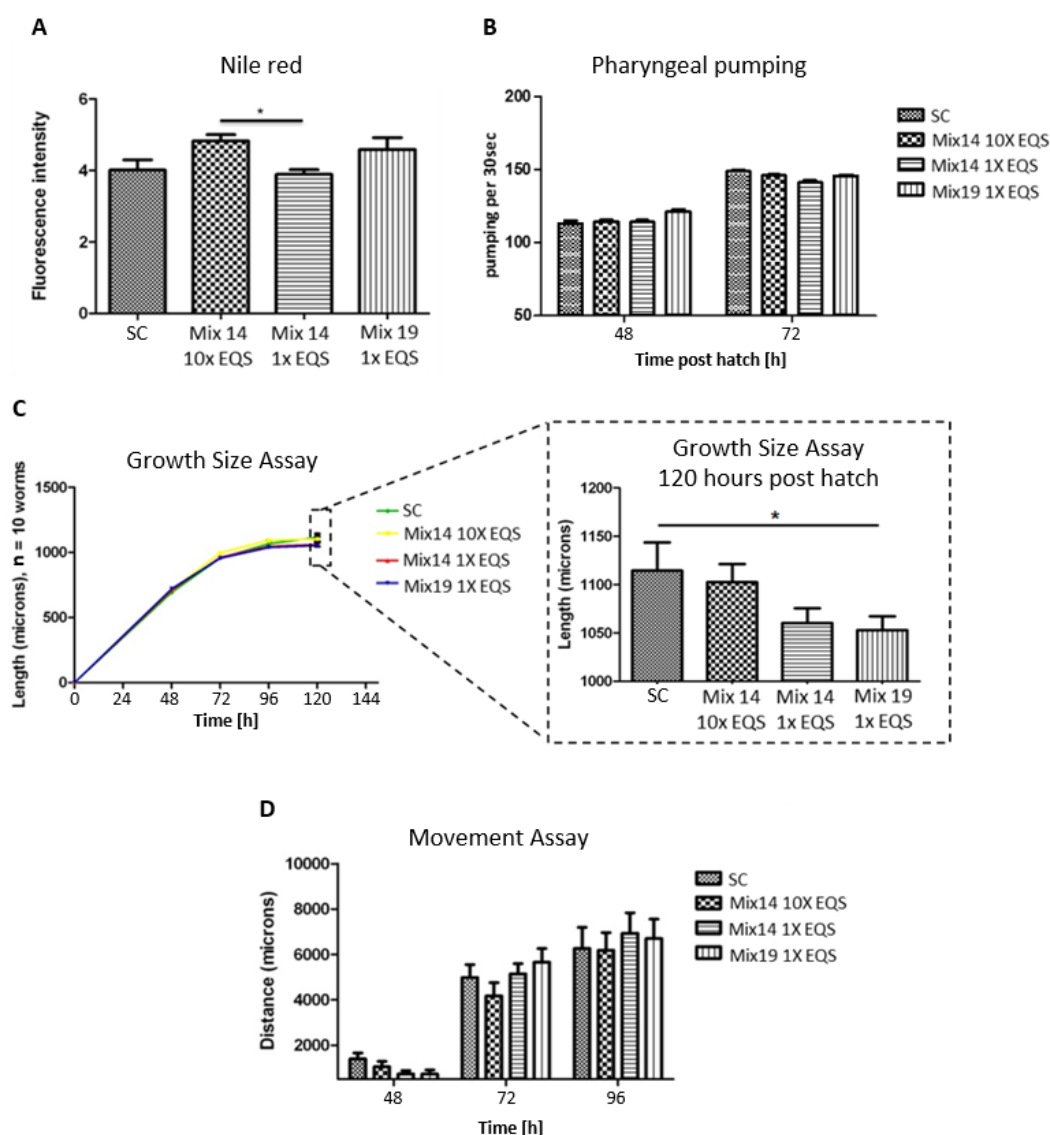 A
Nile red
Fluorescence intensity
6
4
2
0
*
SC
Mix 14
10x EQS
Mix 14
1x EQS
Mix 19
1x EQS
B
Pharyngeal pumping
pumping per 30sec
200
150
100
50
48
72
Time post hatch [h]
SC
Mix14 10X EQS
Mix14 1X EQS
Mix19 1X EQS
C
Growth Size Assay
Length (microns), n = 10 worms
1500
1000
500
0
0
24
48
72
96
120
144
Time [h]
SC
Mix14 10X EQS
Mix14 1X EQS
Mix19 1X EQS
Growth Size Assay
120 hours post hatch
Length (microns)
1200
1150
1100
1050
1000
*
SC
Mix 14
10x EQS
Mix 14
1x EQS
Mix 19
1x EQS
D
Movement Assay
Distance (microns)
10000
8000
6000
4000
2000
48
72
96
Time [h]
SC
Mix14 10X EQS
Mix14 1X EQS
Mix19 1X EQS